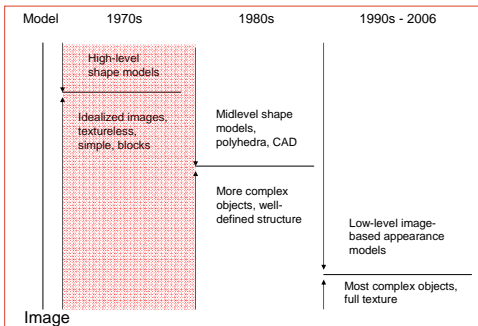 Model 1970s 1980s 1990s - 2006
High-level
shape models
Idealized images,
textureless,
simple, blocks
Midlevel shape
models,
polyhedra, CAD
More complex
objects, well-
defined structure
Low-level image-
based appearance
models
Most complex objects,
full texture
Image